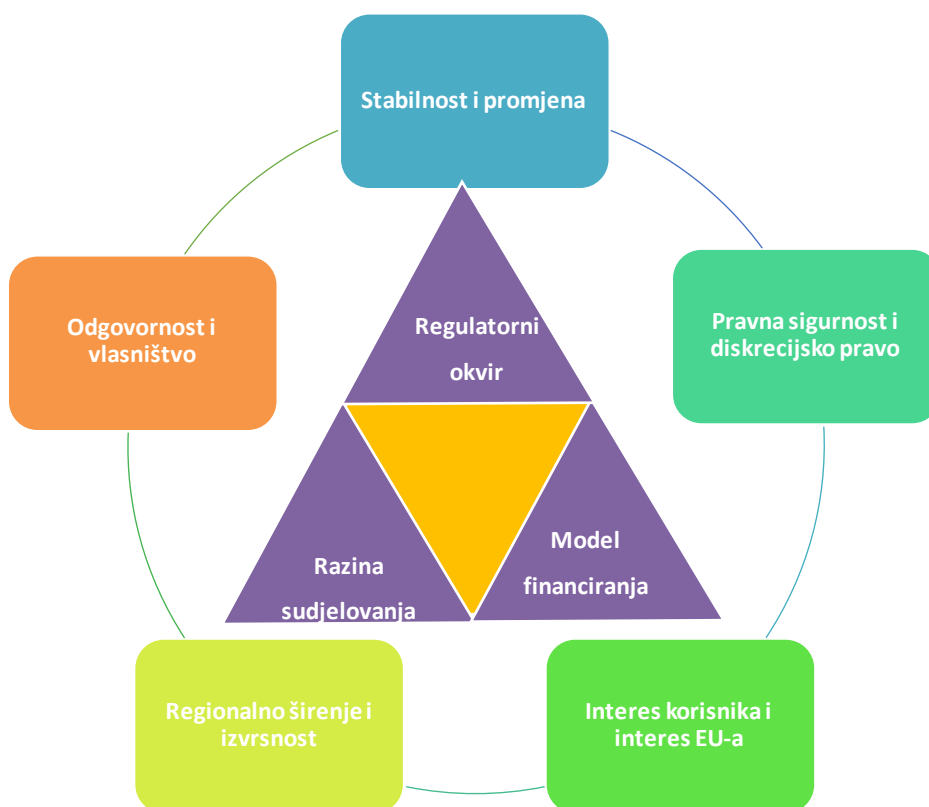 Stabilnost i promjena
Odgovornost i
vlasništvo
Pravna sigurnost i
diskrecijsko pravo
Regulatorni
okvir
Razina
sudjelovanja
Model
financiranja
Regionalno širenje i
izvrsnost
Interes korisnika i
interes EU-a